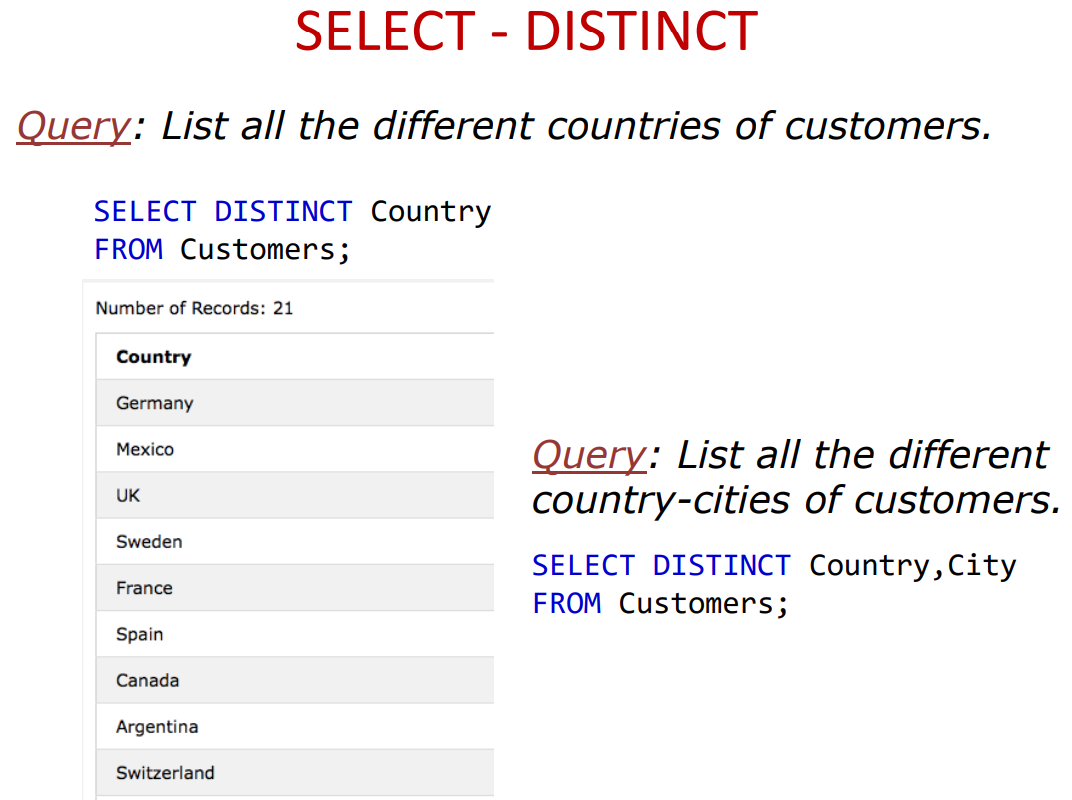 SELECT - DISTINCT
Query: List all the different countries of customers.
SELECT DISTINCT Country
FROM Customers;
Number of Records: 21
Country
Germany
Mexico
UK
Sweden
France
Spain
Canada
Argentina
Switzerland
Query: List all the different
country-cities of customers.
SELECT DISTINCT Country,City
FROM Customers;